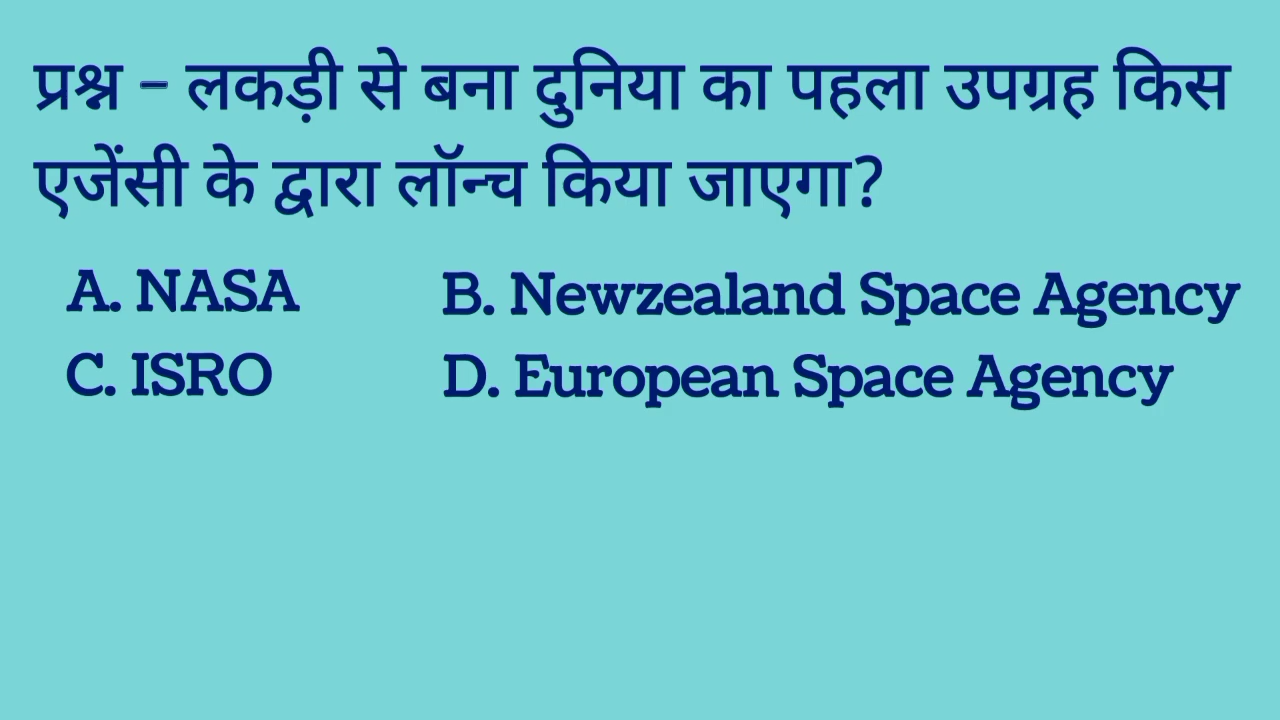 प्रश्न - लकड़ी से बना दुनिया का पहला उपग्रह किस
एजेंसी के द्वारा लॉन्च किया जाएगा?
A. NASA B. Newzealand Space Agency
C. ISRO D. European Space Agency